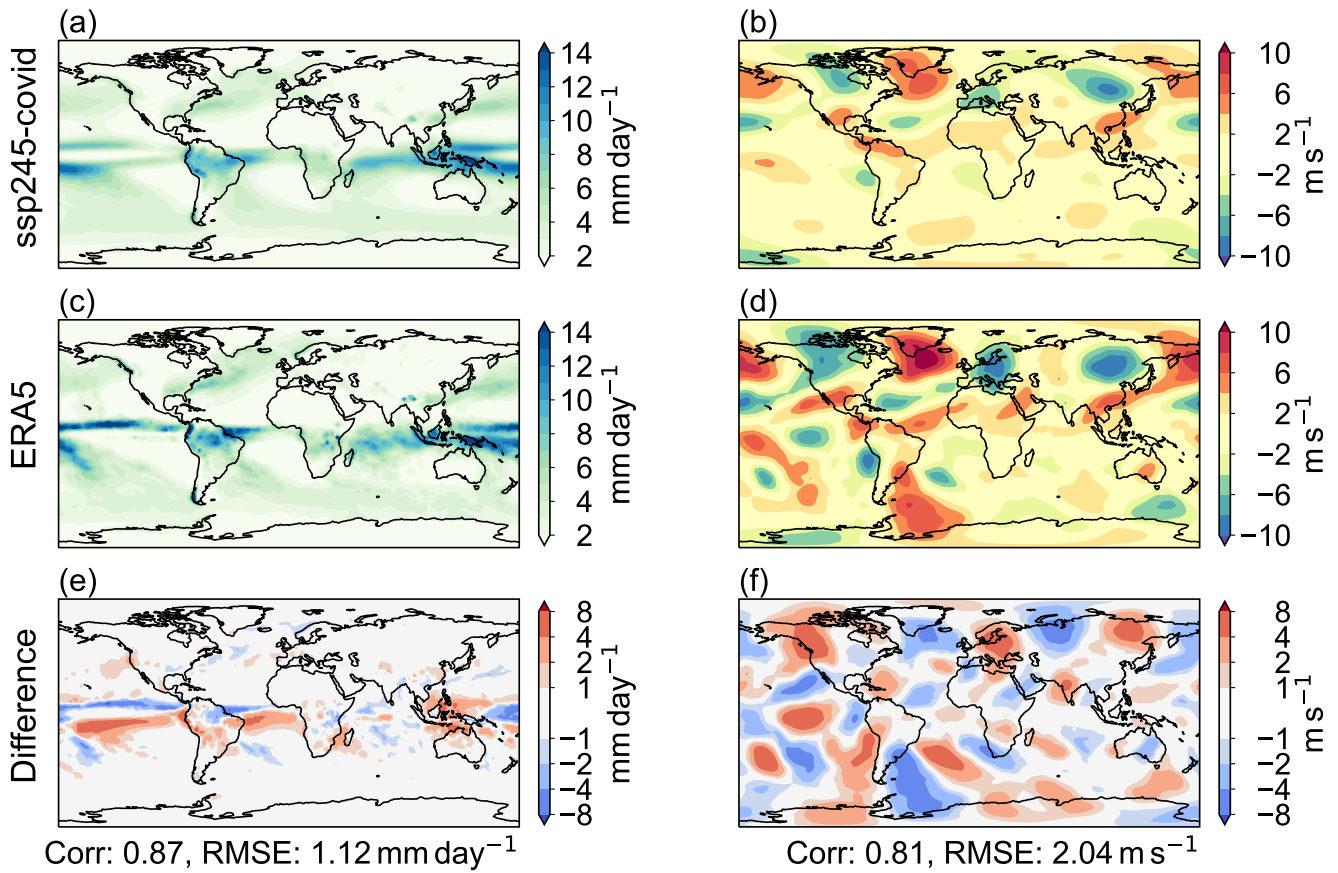 (a)
(b)
ssp245-covid
14
12
10
8
6
4
2
mm day⁻¹
10
6
2
−2
−6
−10
m s⁻¹
(c)
(d)
ERA5
14
12
10
8
6
4
2
mm day⁻¹
10
6
2
−2
−6
−10
m s⁻¹
(e)
(f)
Difference
8
4
2
1
−1
−2
−4
−8
mm day⁻¹
8
4
2
1
−1
−2
−4
−8
m s⁻¹
Corr: 0.87, RMSE: 1.12 mm day⁻¹
Corr: 0.81, RMSE: 2.04 m s⁻¹